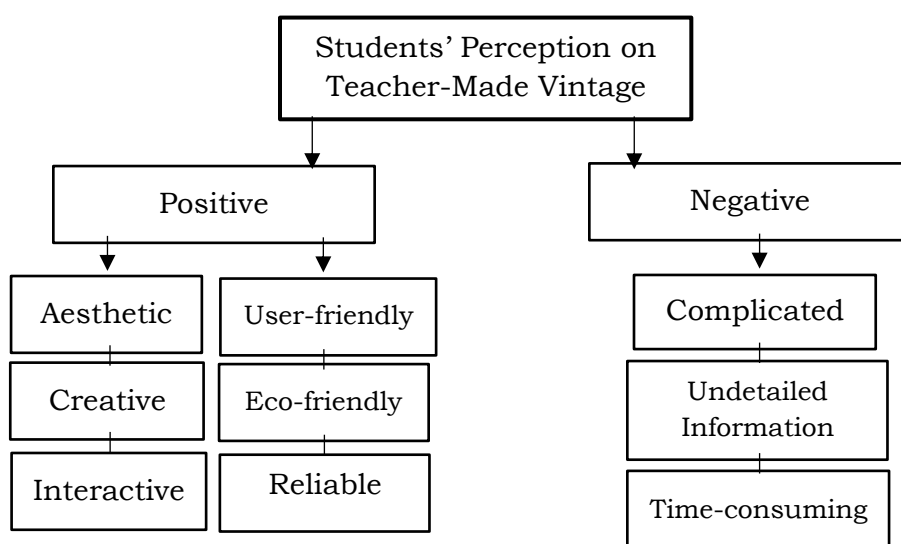 Students’ Perception on
Teacher-Made Vintage
Positive
Negative
Aesthetic
User-friendly
Complicated
Creative
Eco-friendly
Undetailed
Information
Interactive
Reliable
Time-consuming